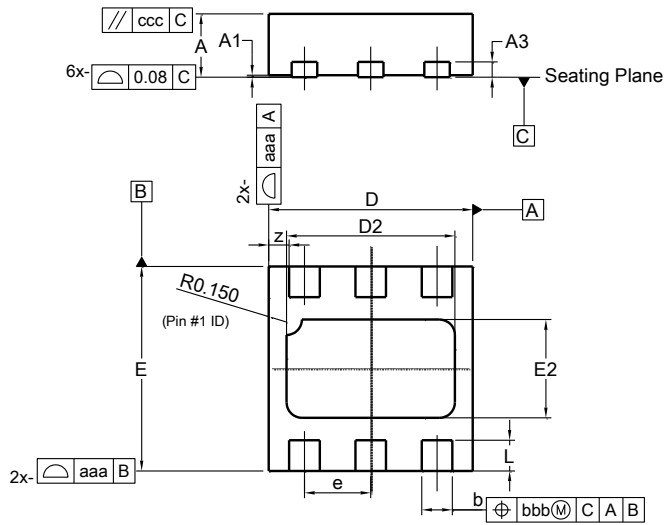 // ccc C
A
A1
A3
6x- ⌓ 0.08 C
Seating Plane
C
2x- ⌓ aaa A
B
D
A
D2
z
R0.150
(Pin #1 ID)
E
E2
L
2x- ⌓ aaa B
e
b
⌖ bbbⓂ C A B